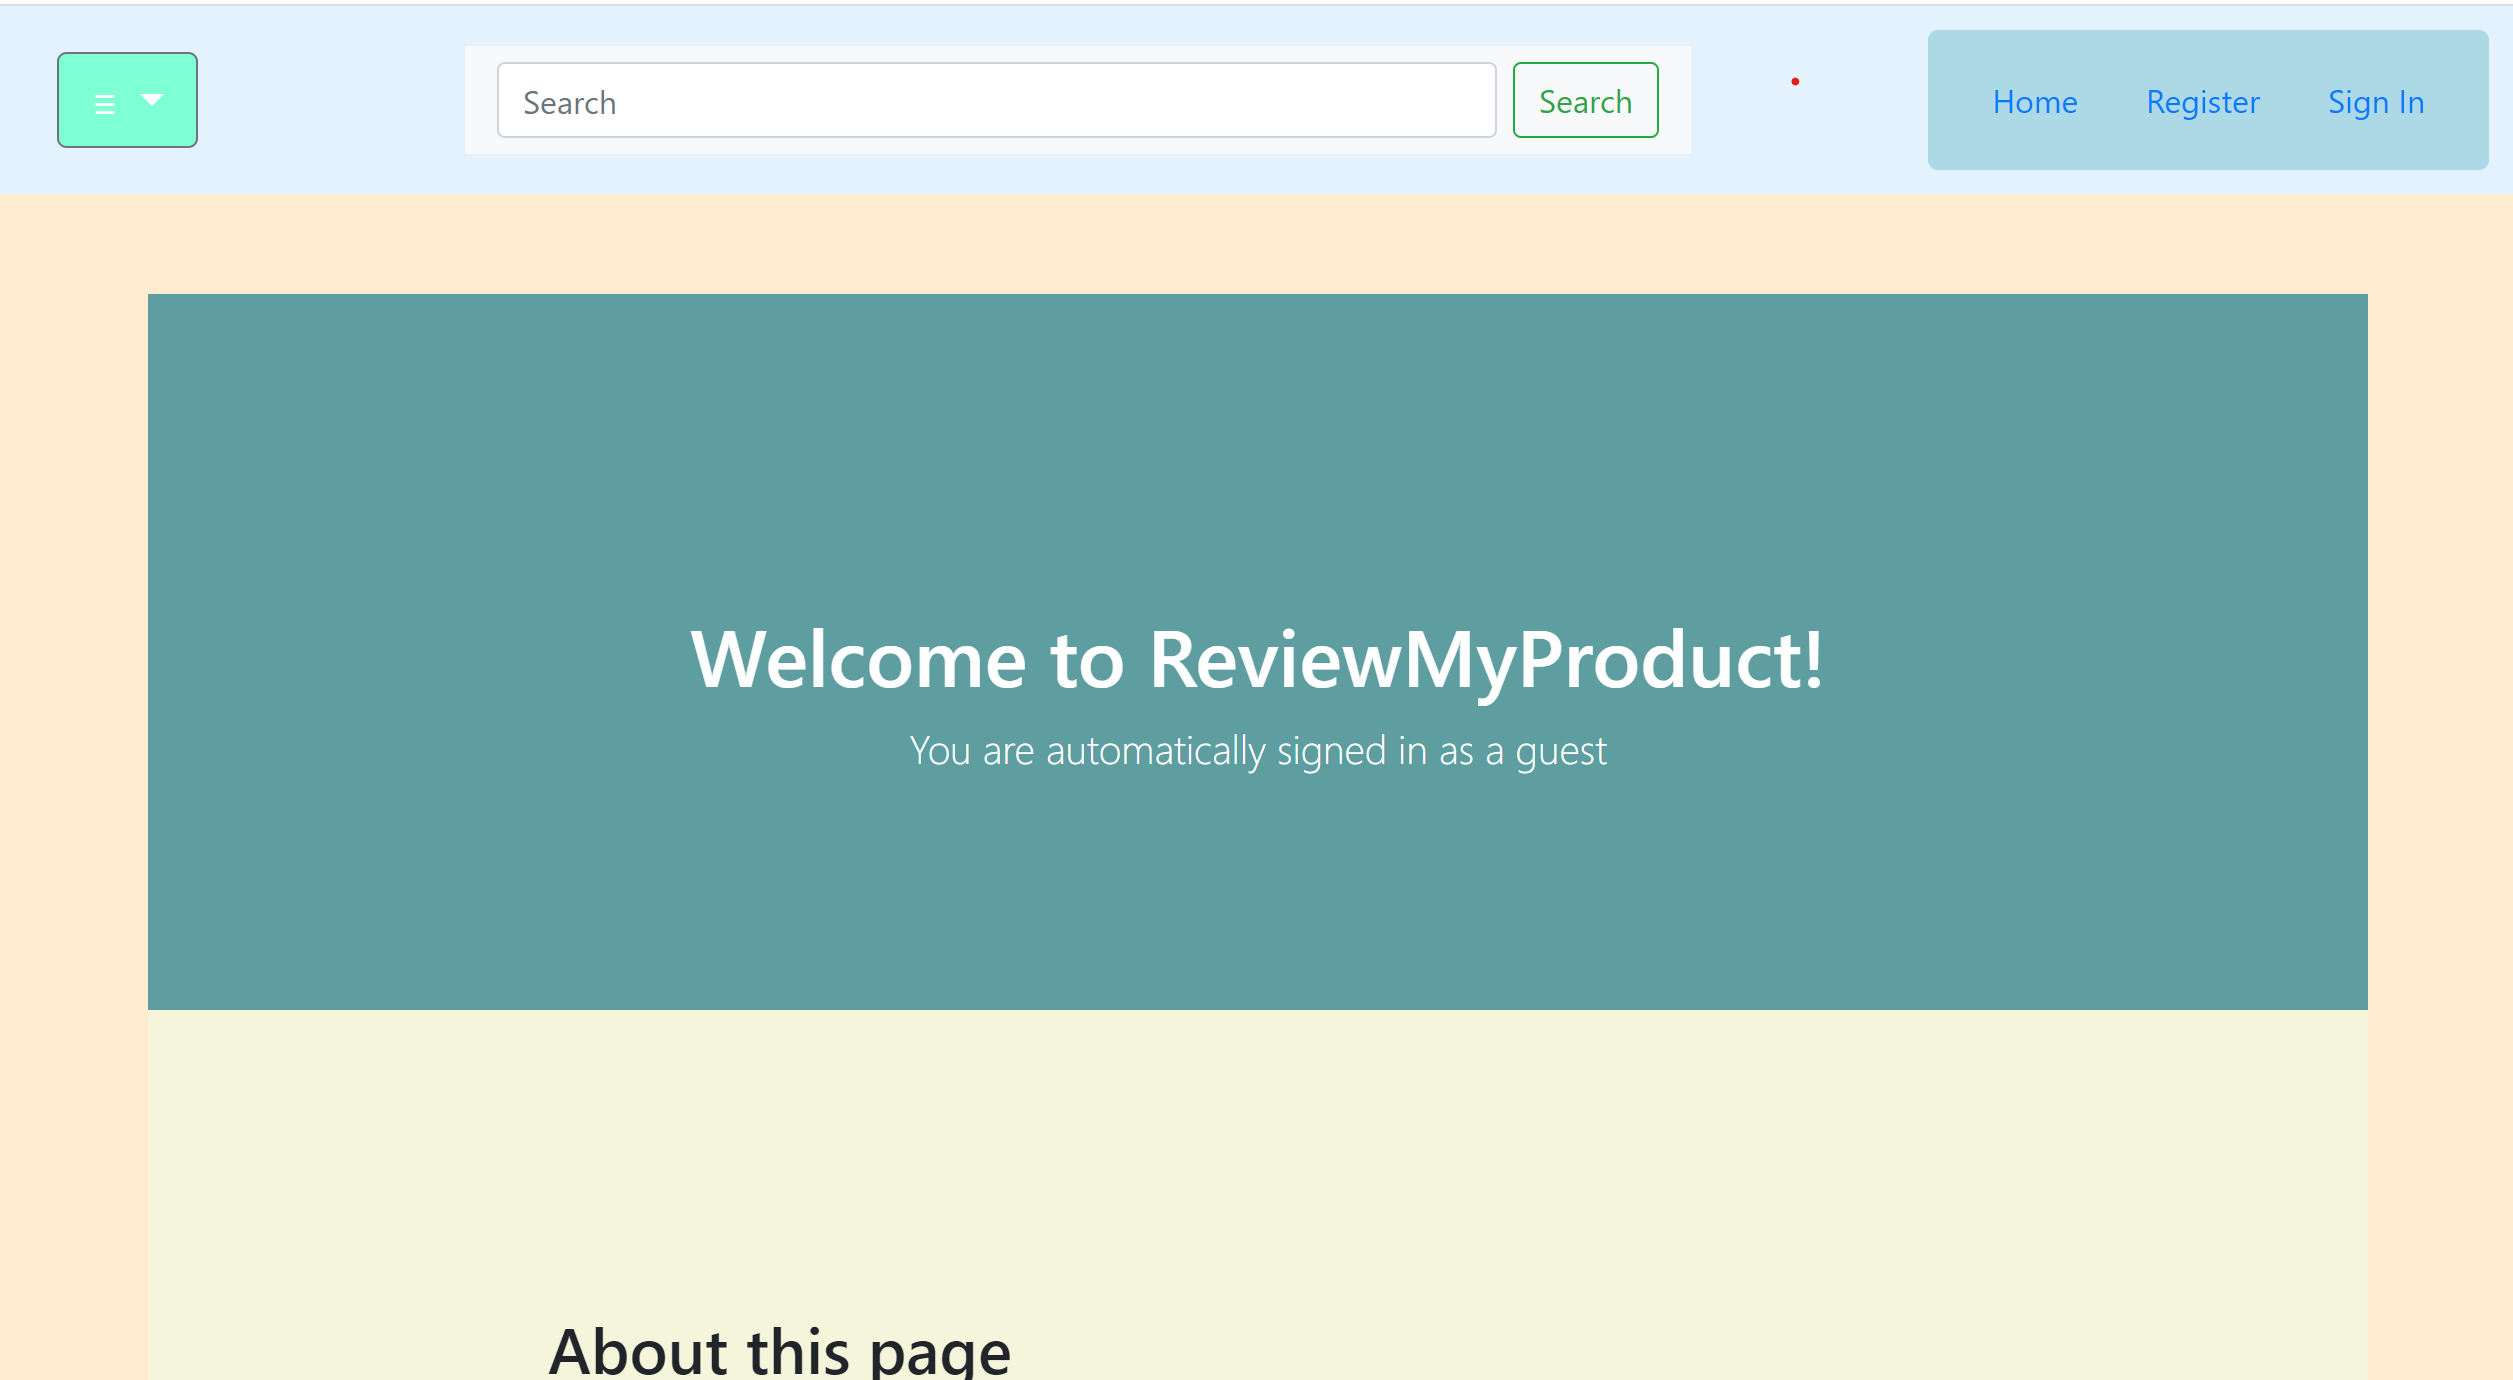 ☰
Search
Search
Home
Register
Sign In
Welcome to ReviewMyProduct!
You are automatically signed in as a guest
About this page